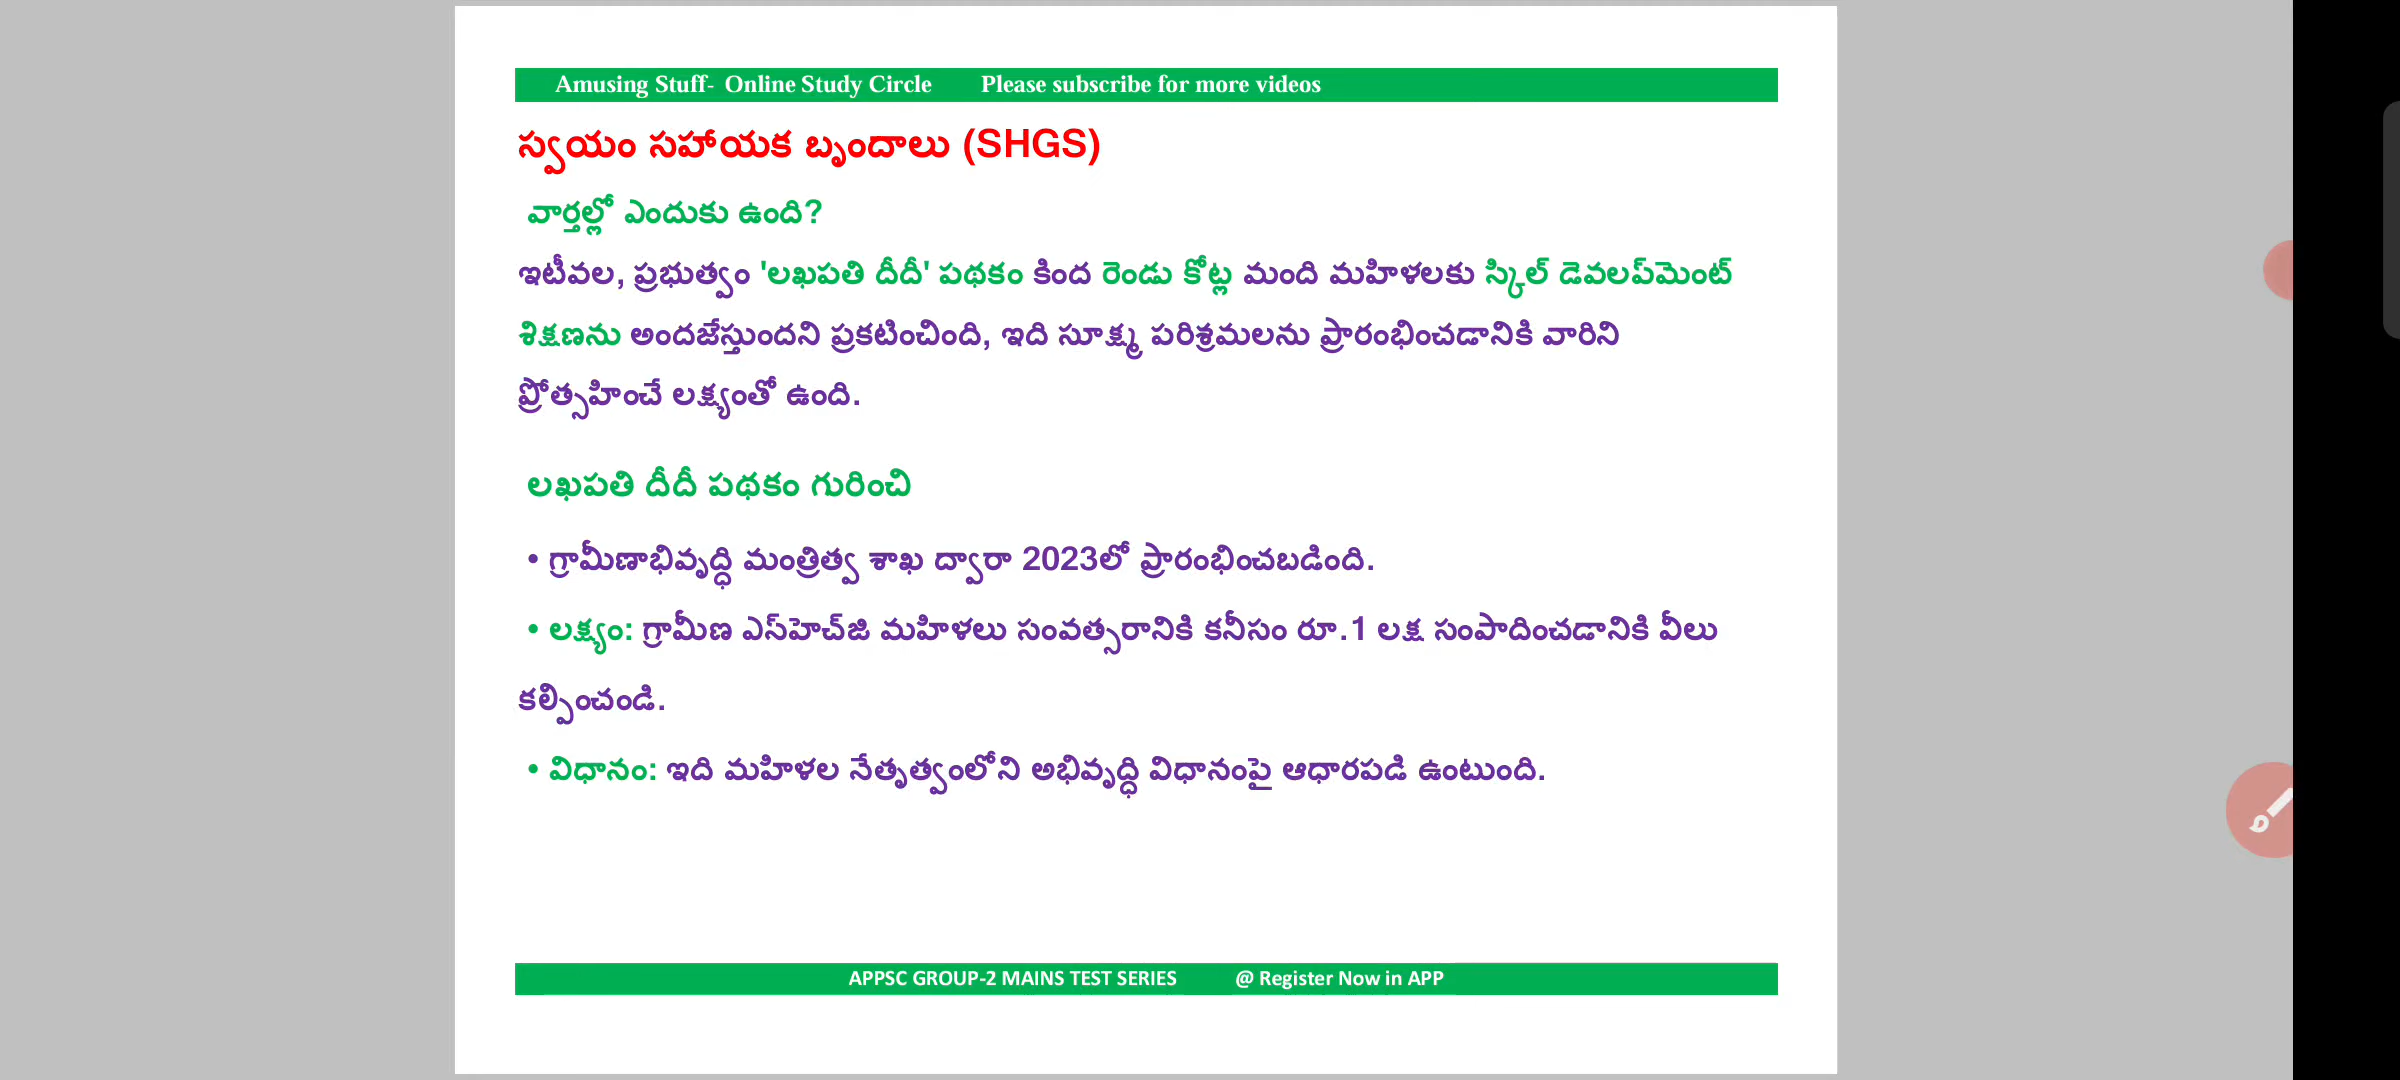 Amusing Stuff- Online Study Circle Please subscribe for more videos
స్వయం సహాయక బృందాలు (SHGS)
వార్తల్లో ఎందుకు ఉంది?
ఇటీవల, ప్రభుత్వం 'లఖపతి దీదీ' పథకం కింద రెండు కోట్ల మంది మహిళలకు స్కిల్ డెవలప్‌మెంట్
శిక్షణను అందజేస్తుందని ప్రకటించింది, ఇది సూక్ష్మ పరిశ్రమలను ప్రారంభించడానికి వారిని
ప్రోత్సహించే లక్ష్యంతో ఉంది.
లఖపతి దీదీ పథకం గురించి
• గ్రామీణాభివృద్ధి మంత్రిత్వ శాఖ ద్వారా 2023లో ప్రారంభించబడింది.
• లక్ష్యం: గ్రామీణ ఎస్‌హెచ్‌జి మహిళలు సంవత్సరానికి కనీసం రూ.1 లక్ష సంపాదించడానికి వీలు
కల్పించండి.
• విధానం: ఇది మహిళల నేతృత్వంలోని అభివృద్ధి విధానంపై ఆధారపడి ఉంటుంది.
APPSC GROUP-2 MAINS TEST SERIES @ Register Now in APP